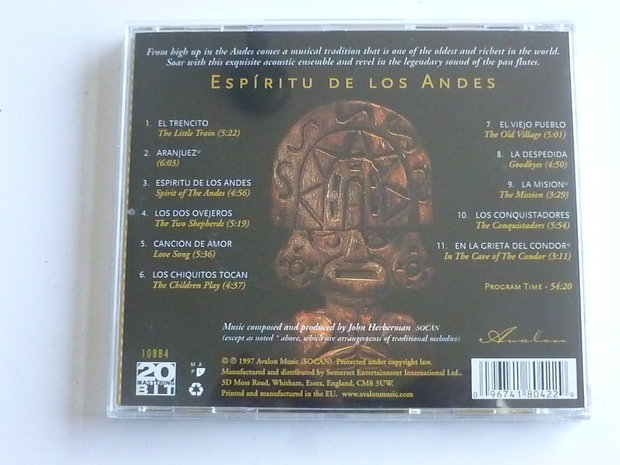 From high up in the Andes comes a musical tradition that is one of the oldest and richest in the world.
Soar with this exquisite acoustic ensemble and revel in the legendary sound of the pan flutes.
ESPÍRITU DE LOS ANDES
1. EL TRENCITO
The Little Train (5:22)
2. ARANJUEZ*
(6:03)
3. ESPÍRITU DE LOS ANDES
Spirit of The Andes (4:56)
4. LOS DOS OVEJEROS
The Two Shepherds (5:19)
5. CANCIÓN DE AMOR
Love Song (5:36)
6. LOS CHIQUITOS TOCAN
The Children Play (4:37)
7. EL VIEJO PUEBLO
The Old Village (5:01)
8. LA DESPEDIDA
Goodbyes (4:50)
9. LA MISION*
The Mission (3:29)
10. LOS CONQUISTADORES
The Conquistadors (5:54)
11. EN LA GRIETA DEL CONDOR*
In The Cave of The Condor (3:11)
PROGRAM TIME - 54:20
Music composed and produced by John Herberman SOCAN
(except as noted * above, which are arrangements of traditional melodies)
Avalon
10884
20
MASTERING
BIT
M A
P
© ℗ 1997 Avalon Music (SOCAN). Protected under copyright law.
Manufactured and distributed by Somerset Entertainment International Ltd.,
3D Moss Road, Whitham, Essex, England, CM8 3UW.
Printed and manufactured in the EU. www.avalonmusic.com
0 96741 80422 9